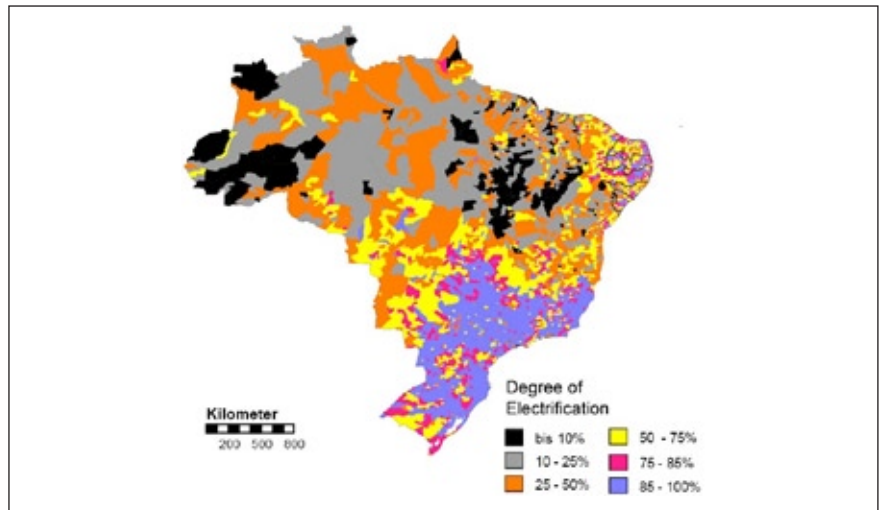 Degree of
Electrification
Kilometer
200 500 800
bis 10%
10 - 25%
25 - 50%
50 - 75%
75 - 85%
85 - 100%